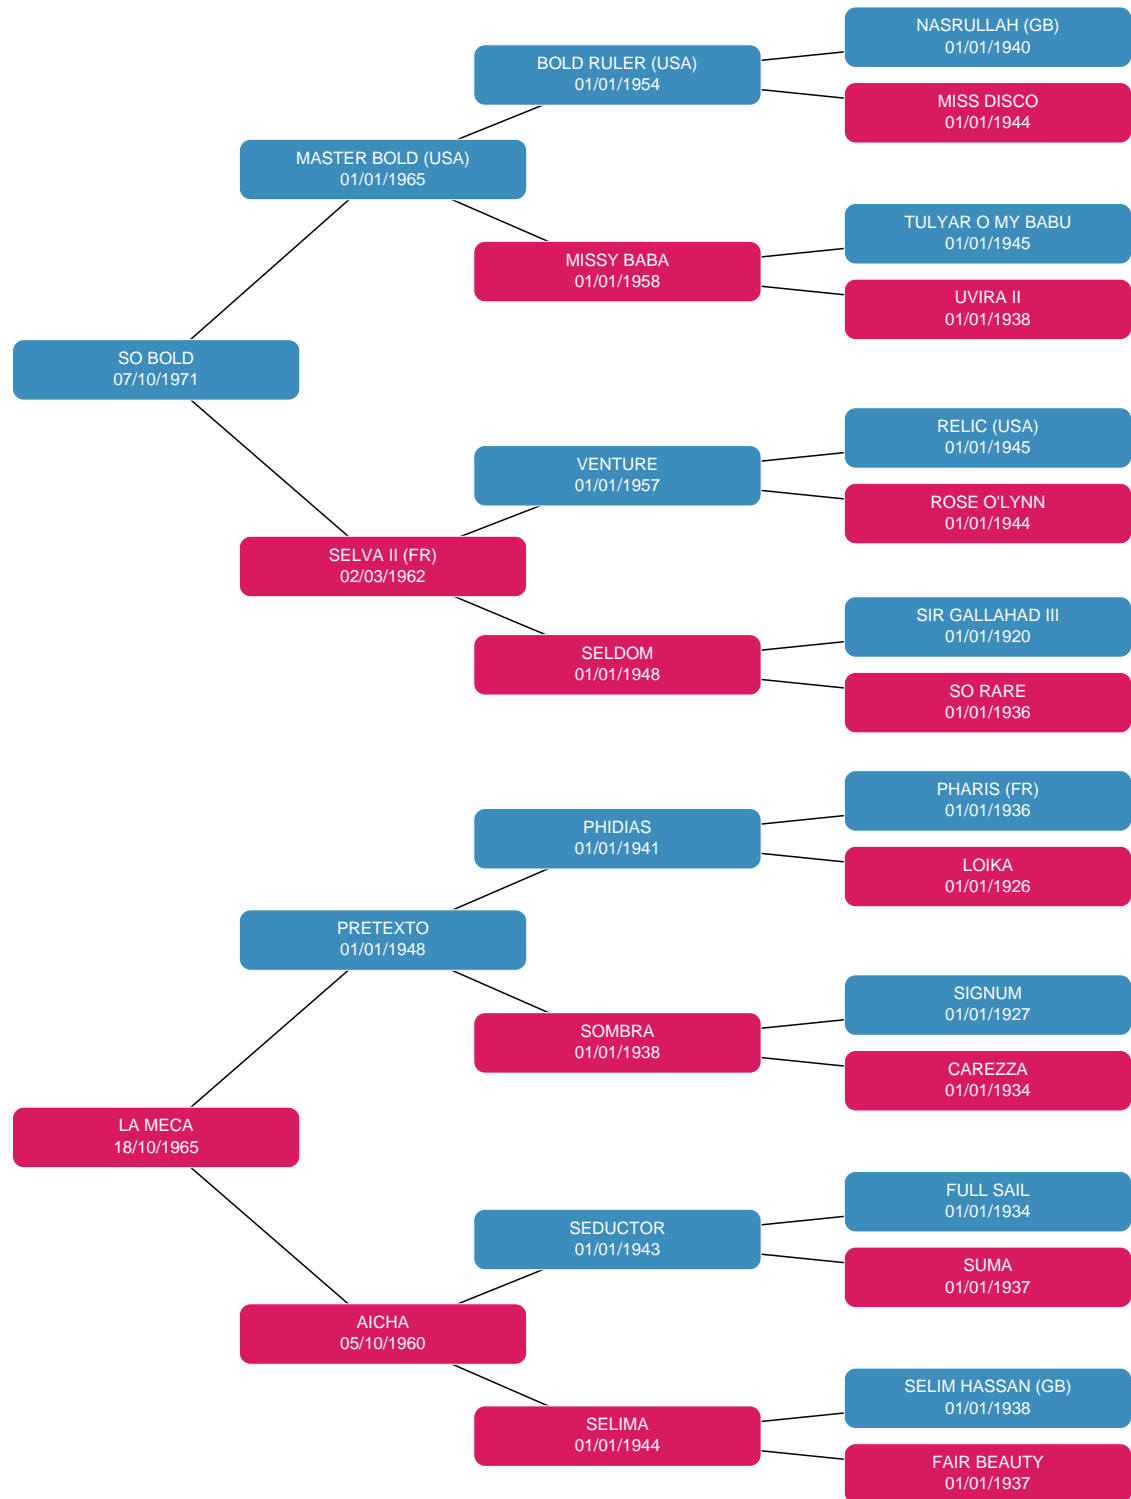 NASRULLAH (GB)
01/01/1940
BOLD RULER (USA)
01/01/1954
MISS DISCO
01/01/1944
MASTER BOLD (USA)
01/01/1965
TULYAR O MY BABU
01/01/1945
MISSY BABA
01/01/1958
UVIRA II
01/01/1938
SO BOLD
07/10/1971
RELIC (USA)
01/01/1945
VENTURE
01/01/1957
ROSE O'LYNN
01/01/1944
SELVA II (FR)
02/03/1962
SIR GALLAHAD III
01/01/1920
SELDOM
01/01/1948
SO RARE
01/01/1936
PHARIS (FR)
01/01/1936
PHIDIAS
01/01/1941
LOIKA
01/01/1926
PRETEXTO
01/01/1948
SIGNUM
01/01/1927
SOMBRA
01/01/1938
CAREZZA
01/01/1934
LA MECA
18/10/1965
FULL SAIL
01/01/1934
SEDUCTOR
01/01/1943
SUMA
01/01/1937
AICHA
05/10/1960
SELIM HASSAN (GB)
01/01/1938
SELIMA
01/01/1944
FAIR BEAUTY
01/01/1937